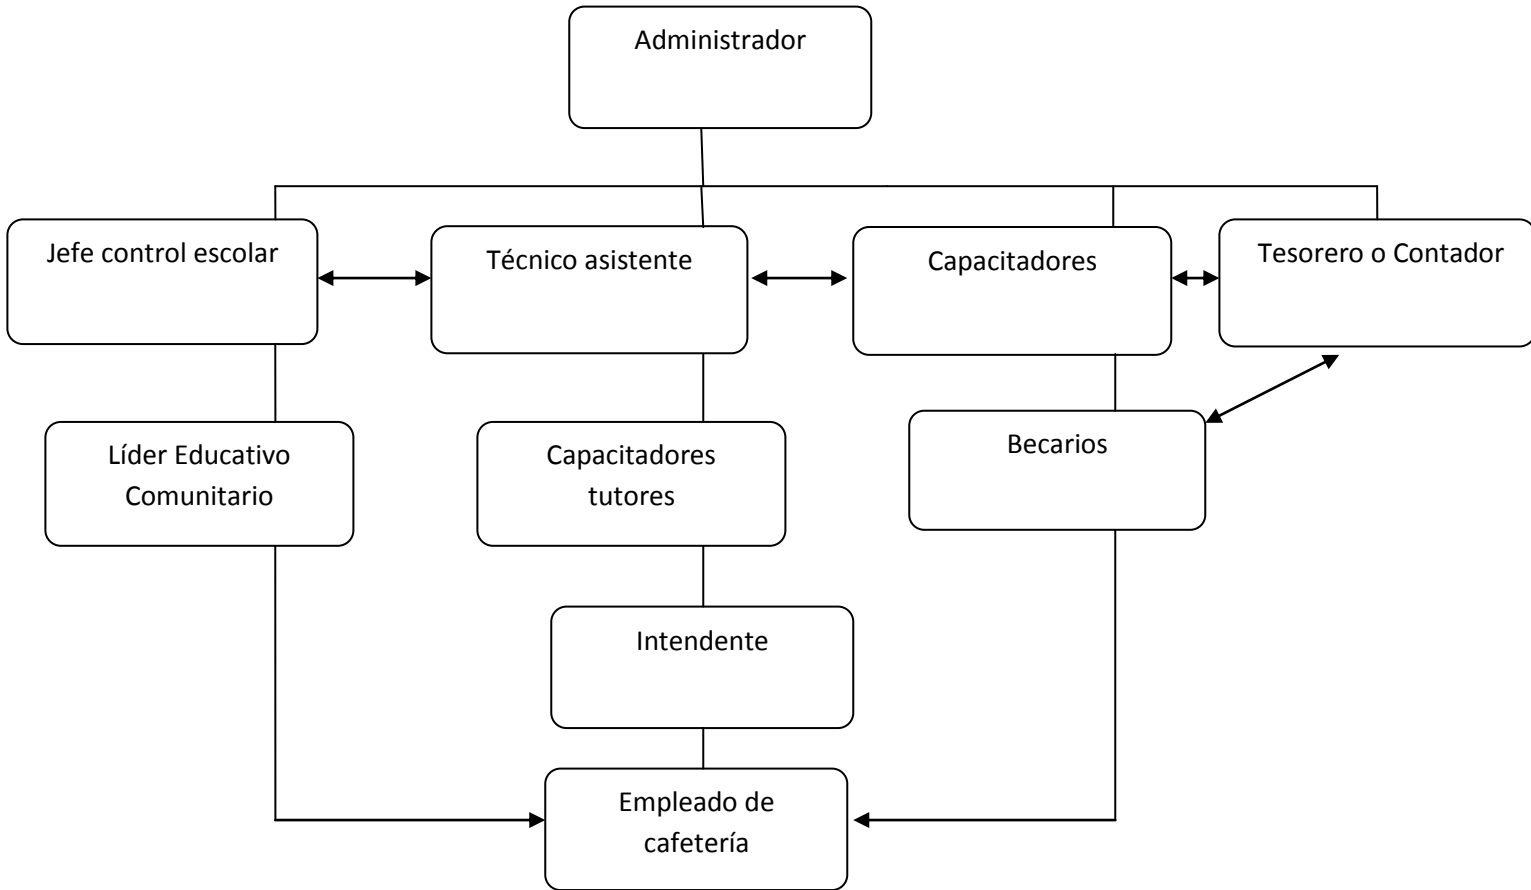 Administrador
Jefe control escolar
Técnico asistente
Capacitadores
Tesorero o Contador
Líder Educativo
Comunitario
Capacitadores
tutores
Becarios
Intendente
Empleado de
cafetería